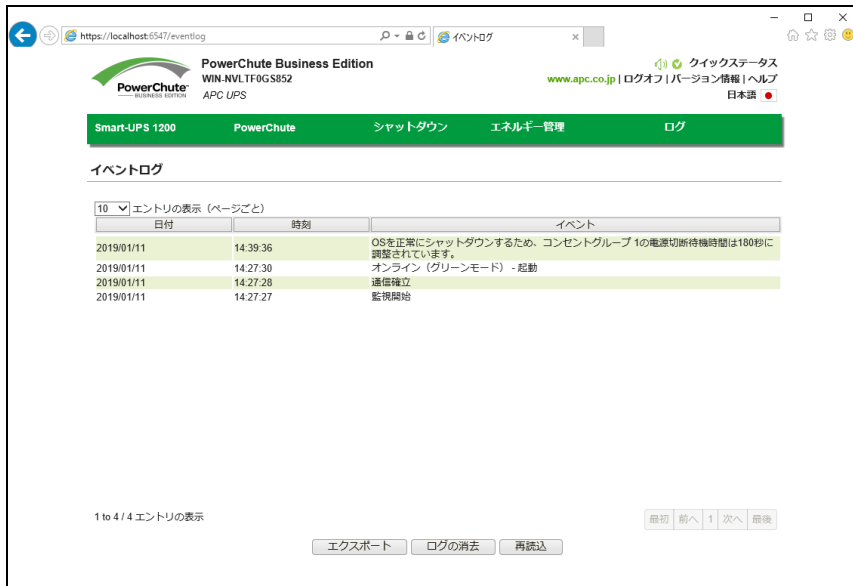 https://localhost:6547/eventlog
イベントログ
PowerChute
BUSINESS EDITION
PowerChute Business Edition
WIN-NVLTF0GS852
APC UPS
クイックステータス
www.apc.co.jp | ログオフ | バージョン情報 | ヘルプ
日本語
Smart-UPS 1200 PowerChute シャットダウン エネルギー管理 ログ
イベントログ
10 エントリの表示（ページごと）
日付 時刻 イベント
2019/01/11 14:39:36 OSを正常にシャットダウンするため、コンセントグループ 1の電源切断待機時間は180秒に
調整されています。
2019/01/11 14:27:30 オンライン（グリーンモード） - 起動
2019/01/11 14:27:28 通信確立
2019/01/11 14:27:27 監視開始
1 to 4 / 4 エントリの表示
最初 前へ 1 次へ 最後
エクスポート ログの消去 再読込